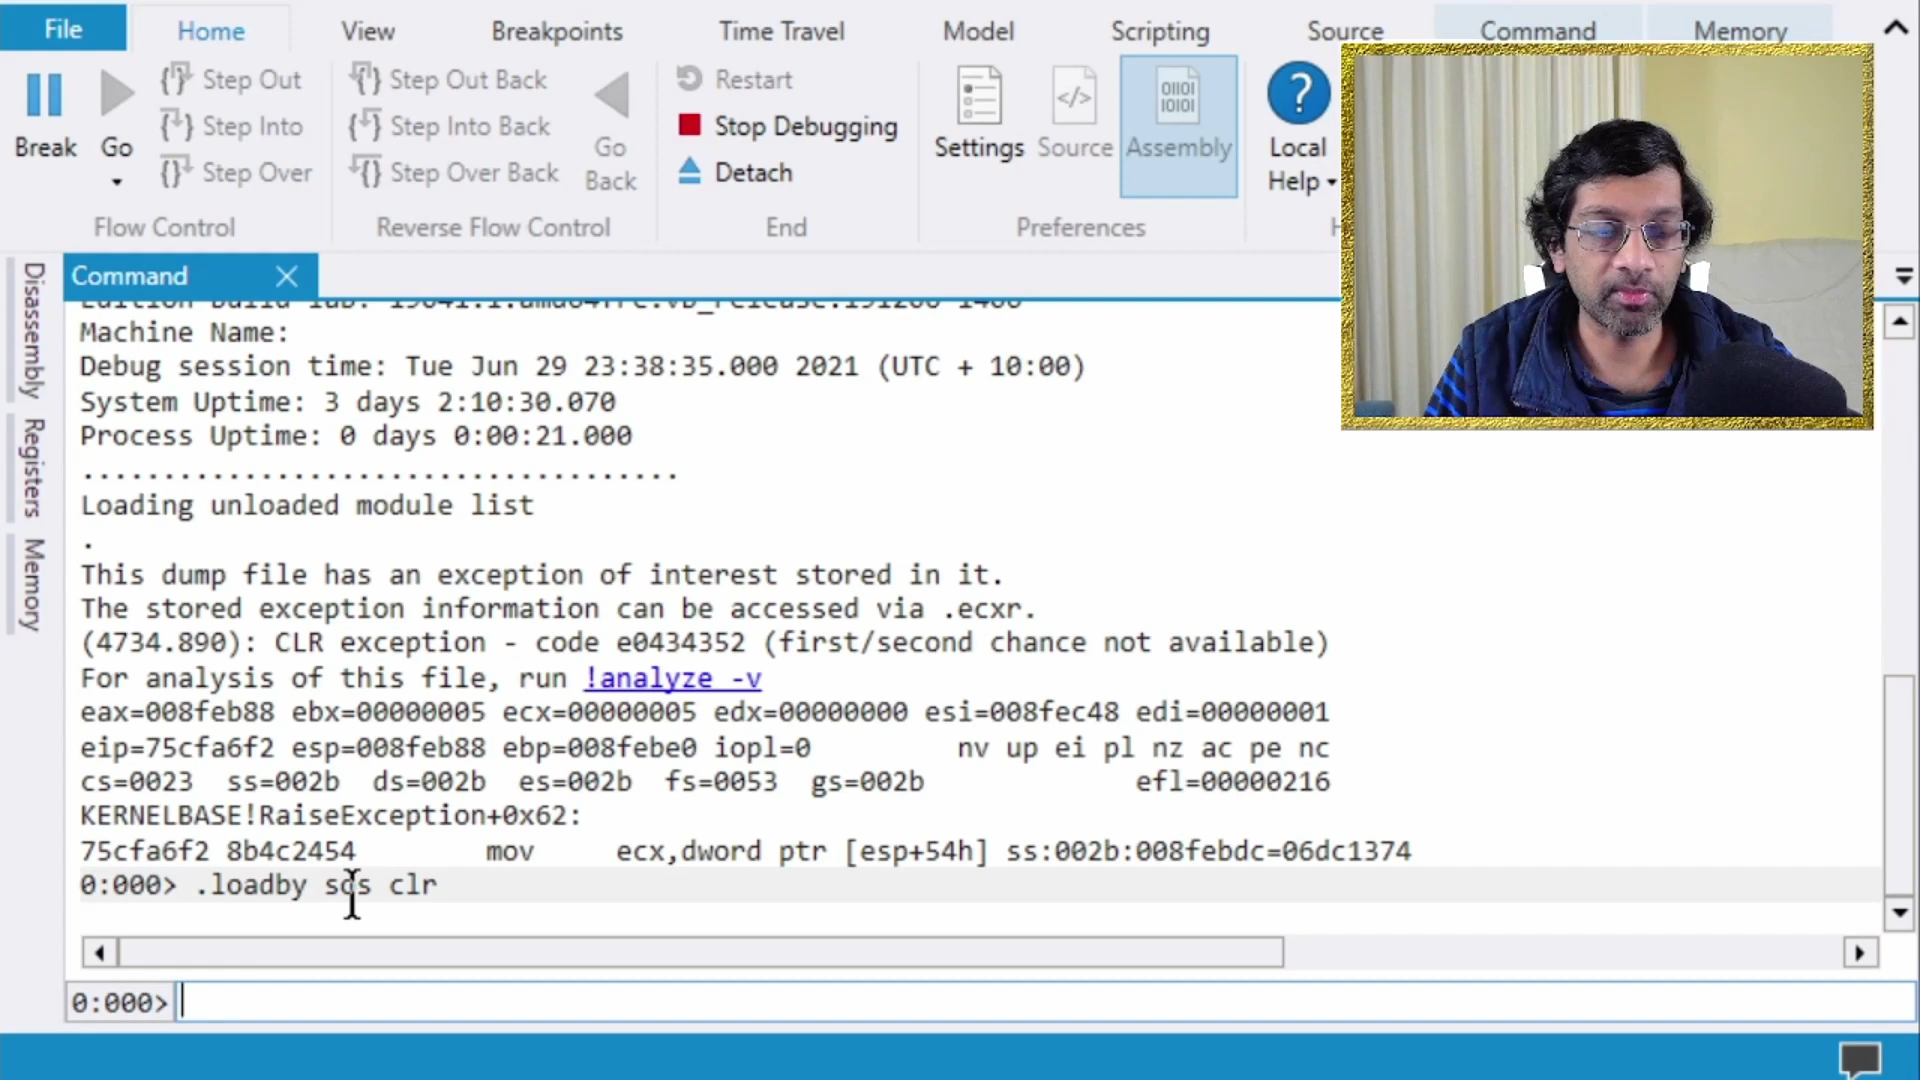 File Home View Breakpoints Time Travel Model Scripting Source Command Memory
Break
Go
Step Out
Step Into
Step Over
Flow Control
Step Out Back
Step Into Back
Step Over Back
Go
Back
Reverse Flow Control
Restart
Stop Debugging
Detach
End
Settings
Source
Assembly
Preferences
Local
Help
Disassembly
Registers
Memory
Command
Machine Name:
Debug session time: Tue Jun 29 23:38:35.000 2021 (UTC + 10:00)
System Uptime: 3 days 2:10:30.070
Process Uptime: 0 days 0:00:21.000
.....................................
Loading unloaded module list
.
This dump file has an exception of interest stored in it.
The stored exception information can be accessed via .ecxr.
(4734.890): CLR exception - code e0434352 (first/second chance not available)
For analysis of this file, run !analyze -v
eax=008feb88 ebx=00000005 ecx=00000005 edx=00000000 esi=008fec48 edi=00000001
eip=75cfa6f2 esp=008feb88 ebp=008febe0 iopl=0 nv up ei pl nz ac pe nc
cs=0023 ss=002b ds=002b es=002b fs=0053 gs=002b efl=00000216
KERNELBASE!RaiseException+0x62:
75cfa6f2 8b4c2454 mov ecx,dword ptr [esp+54h] ss:002b:008febdc=06dc1374
0:000> .loadby sos clr
0:000>